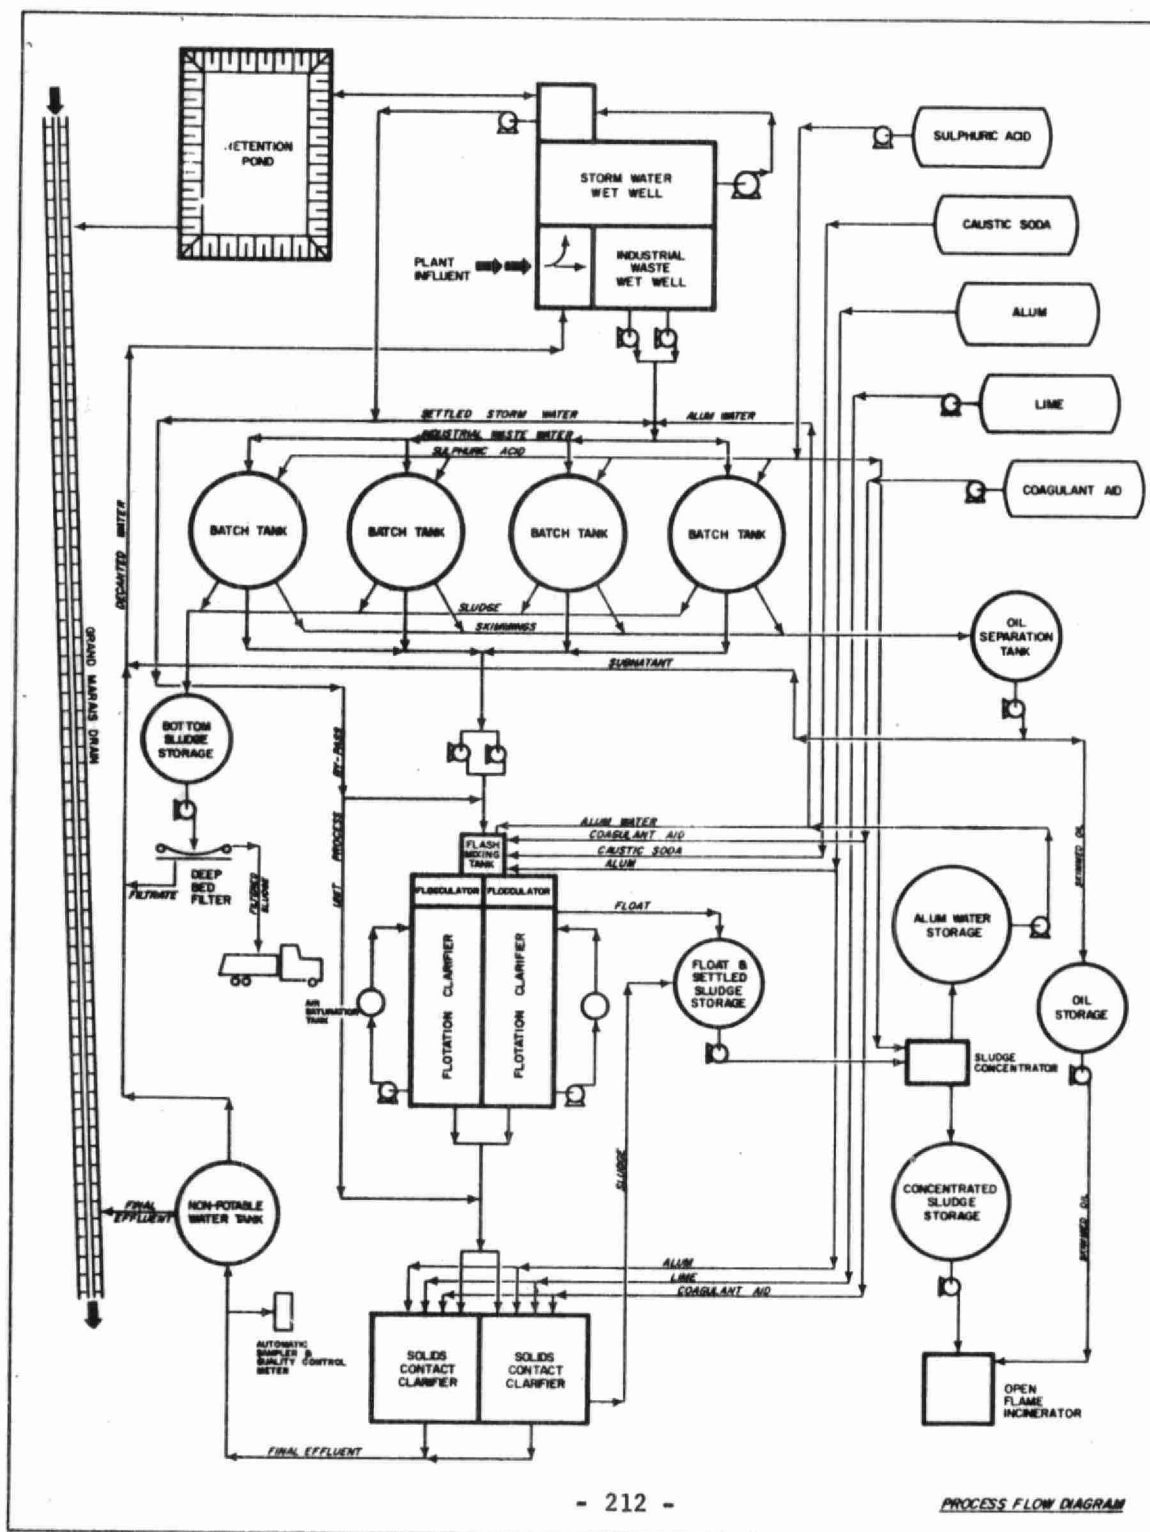 RETENTION
POND
STORM WATER
WET WELL
PLANT
INFLUENT
INDUSTRIAL
WASTE
WET WELL
SULPHURIC ACID
CAUSTIC SODA
ALUM
LIME
COAGULANT AID
SETTLED STORM WATER
ALUM WATER
INDUSTRIAL WASTE WATER
SULPHURIC ACID
BATCH TANK
BATCH TANK
BATCH TANK
BATCH TANK
DECANTED WATER
SLUDGE
SKIMMINGS
SUBNATANT
OIL
SEPARATION
TANK
GRAND MARAIS DRAIN
BOTTOM
SLUDGE
STORAGE
UNIT PROCESS BY-PASS
ALUM WATER
COAGULANT AID
CAUSTIC SODA
ALUM
FLASH
MIXING
TANK
FLOCCULATOR
FLOCCULATOR
SKIMMED OIL
FILTRATE
DEEP
BED
FILTER
FILTERED
SLUDGE
FLOAT
FLOTATION CLARIFIER
FLOTATION CLARIFIER
AIR
SATURATION
TANK
FLOAT &
SETTLED
SLUDGE
STORAGE
ALUM WATER
STORAGE
OIL
STORAGE
SLUDGE
CONCENTRATOR
SLUDGE
CONCENTRATED
SLUDGE
STORAGE
SKIMMED OIL
FINAL
EFFLUENT
NON-POTABLE
WATER TANK
ALUM
LIME
COAGULANT AID
AUTOMATIC
SAMPLER &
QUALITY CONTROL
METER
SOLIDS
CONTACT
CLARIFIER
SOLIDS
CONTACT
CLARIFIER
OPEN
FLAME
INCINERATOR
FINAL EFFLUENT
- 212 -
PROCESS FLOW DIAGRAM